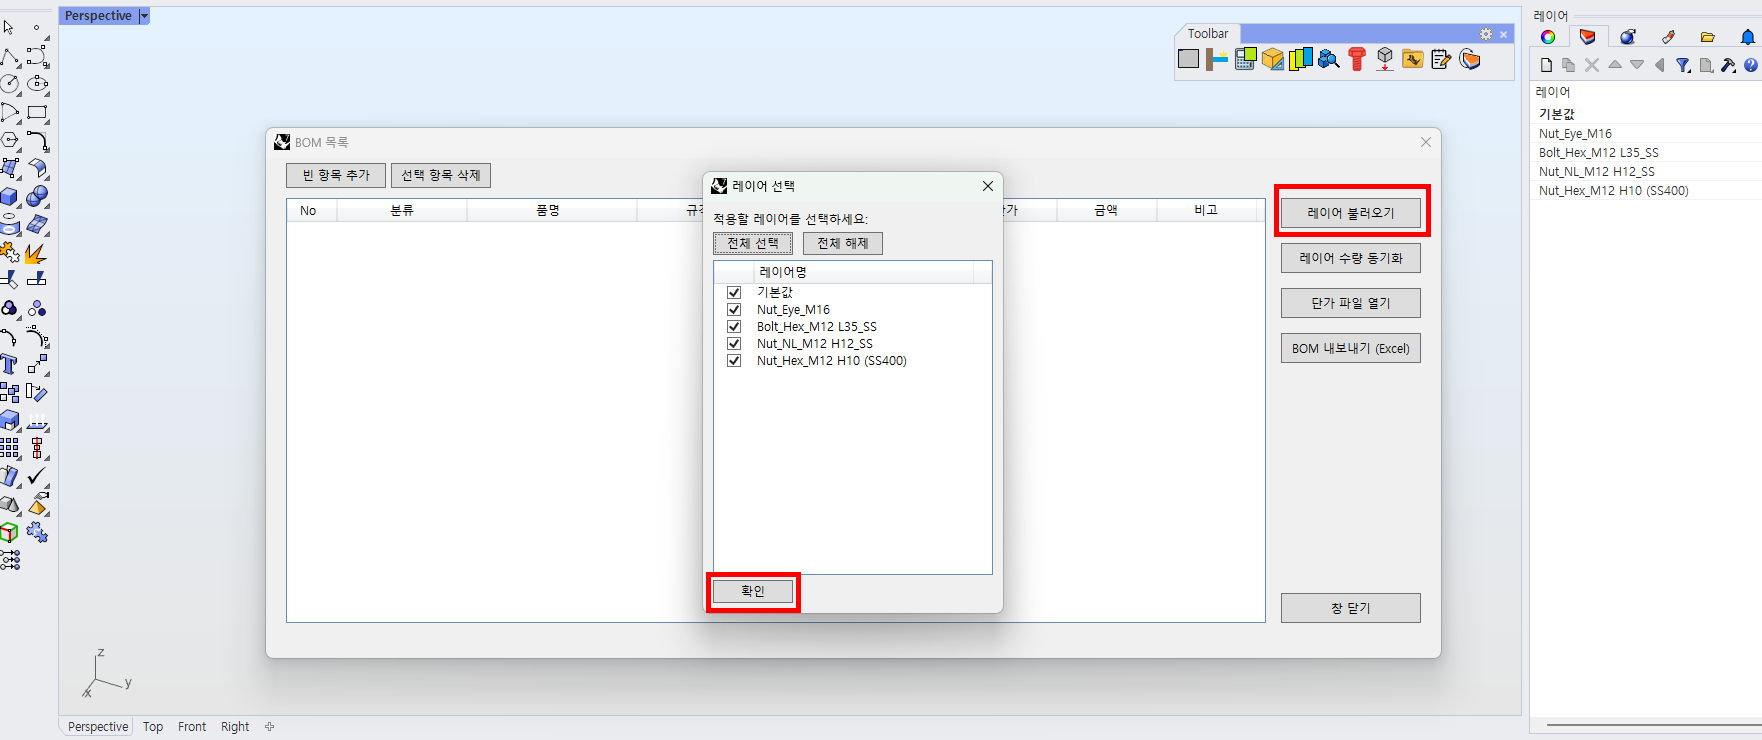 Perspective
Toolbar
레이어
레이어
기본값
Nut_Eye_M16
Bolt_Hex_M12 L35_SS
Nut_NL_M12 H12_SS
Nut_Hex_M12 H10 (SS400)
BOM 목록
빈 항목 추가
선택 항목 삭제
No 분류 품명 금액 비고
레이어 선택
적용할 레이어를 선택하세요:
전체 선택 전체 해제
레이어명
기본값
Nut_Eye_M16
Bolt_Hex_M12 L35_SS
Nut_NL_M12 H12_SS
Nut_Hex_M12 H10 (SS400)
확인
레이어 불러오기
레이어 수량 동기화
단가 파일 열기
BOM 내보내기 (Excel)
창 닫기
z
y
x
Perspective Top Front Right